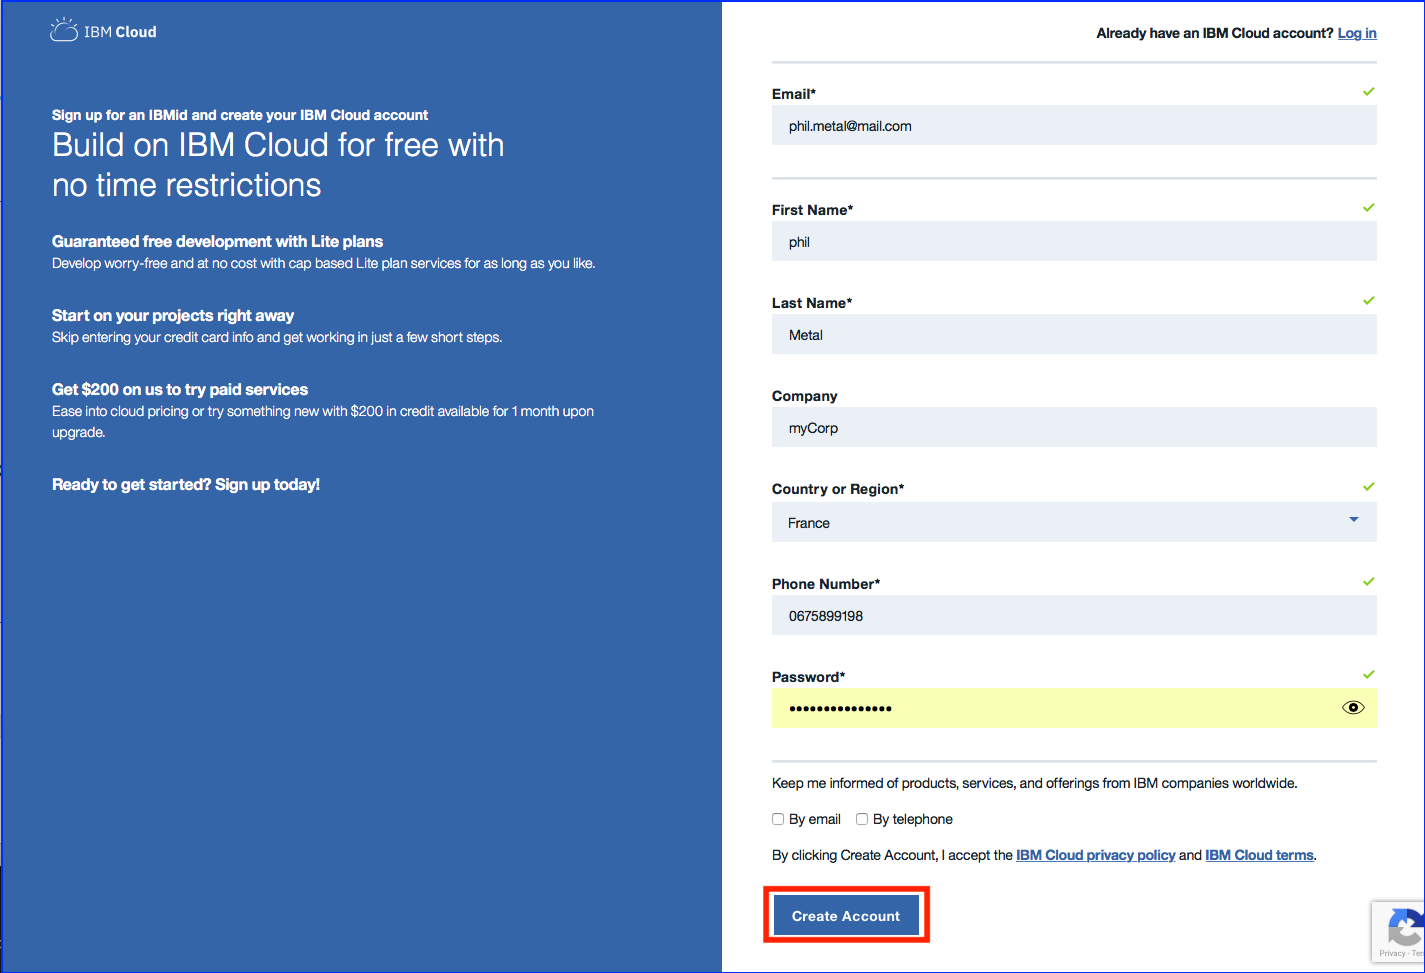 IBM Cloud
Sign up for an IBMid and create your IBM Cloud account
Build on IBM Cloud for free with
no time restrictions
Guaranteed free development with Lite plans
Develop worry-free and at no cost with cap based Lite plan services for as long as you like.
Start on your projects right away
Skip entering your credit card info and get working in just a few short steps.
Get $200 on us to try paid services
Ease into cloud pricing or try something new with $200 in credit available for 1 month upon
upgrade.
Ready to get started? Sign up today!
Already have an IBM Cloud account? Log in
Email*
phil.metal@mail.com
First Name*
phil
Last Name*
Metal
Company
myCorp
Country or Region*
France
Phone Number*
0675899198
Password*
•••••••••••••••
Keep me informed of products, services, and offerings from IBM companies worldwide.
By email By telephone
By clicking Create Account, I accept the IBM Cloud privacy policy and IBM Cloud terms.
Create Account
Privacy -